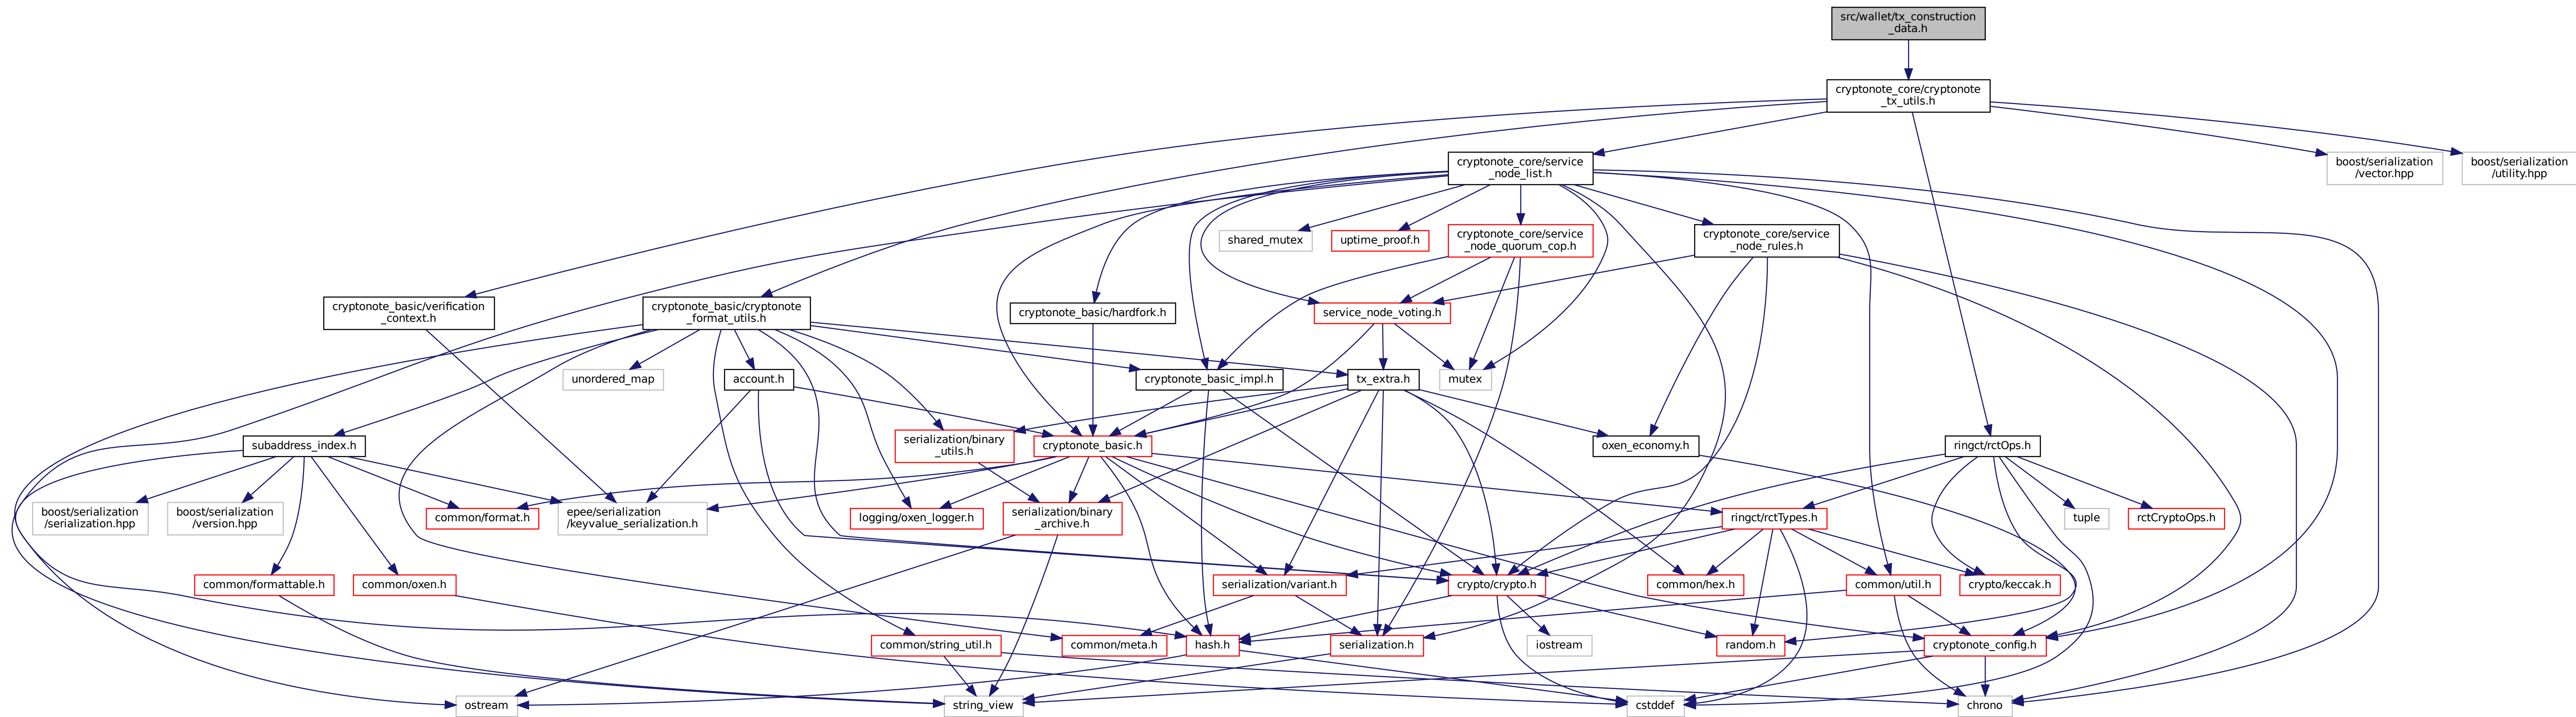 src/wallet/tx_construction
_data.h
cryptonote_core/cryptonote
_tx_utils.h
cryptonote_core/service
_node_list.h
boost/serialization
/vector.hpp
boost/serialization
/utility.hpp
shared_mutex
uptime_proof.h
cryptonote_core/service
_node_quorum_cop.h
cryptonote_core/service
_node_rules.h
cryptonote_basic/verification
_context.h
cryptonote_basic/cryptonote
_format_utils.h
cryptonote_basic/hardfork.h
service_node_voting.h
unordered_map
account.h
cryptonote_basic_impl.h
tx_extra.h
mutex
subaddress_index.h
serialization/binary
_utils.h
cryptonote_basic.h
oxen_economy.h
ringct/rctOps.h
boost/serialization
/serialization.hpp
boost/serialization
/version.hpp
common/format.h
epee/serialization
/keyvalue_serialization.h
logging/oxen_logger.h
serialization/binary
_archive.h
ringct/rctTypes.h
tuple
rctCryptoOps.h
common/formattable.h
common/oxen.h
serialization/variant.h
crypto/crypto.h
common/hex.h
common/util.h
crypto/keccak.h
common/string_util.h
common/meta.h
hash.h
serialization.h
iostream
random.h
cryptonote_config.h
ostream
string_view
cstddef
chrono